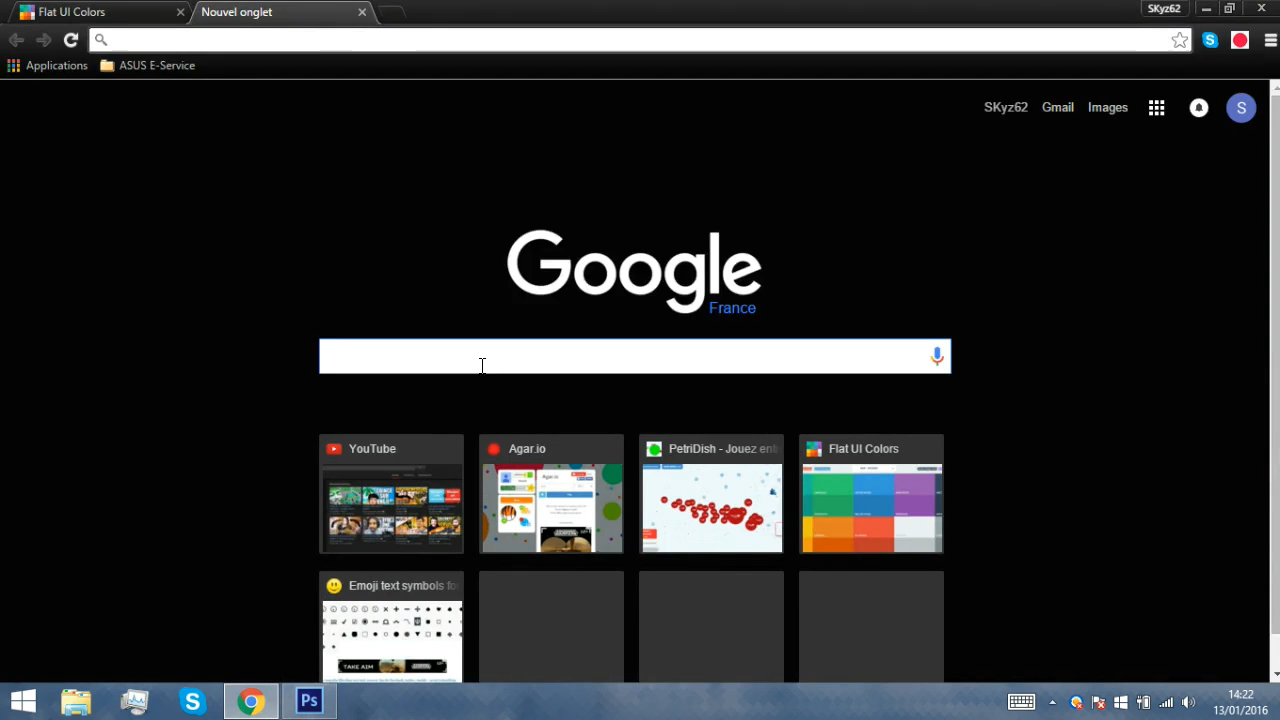 Flat UI Colors
Nouvel onglet
SKyz62
Applications
ASUS E-Service
SKyz62 Gmail Images S
Google
France
YouTube
Agar.io
PetriDish - Jouez ent
Flat UI Colors
Emoji text symbols fo
TAKE AIM
Ps
14:22
13/01/2016